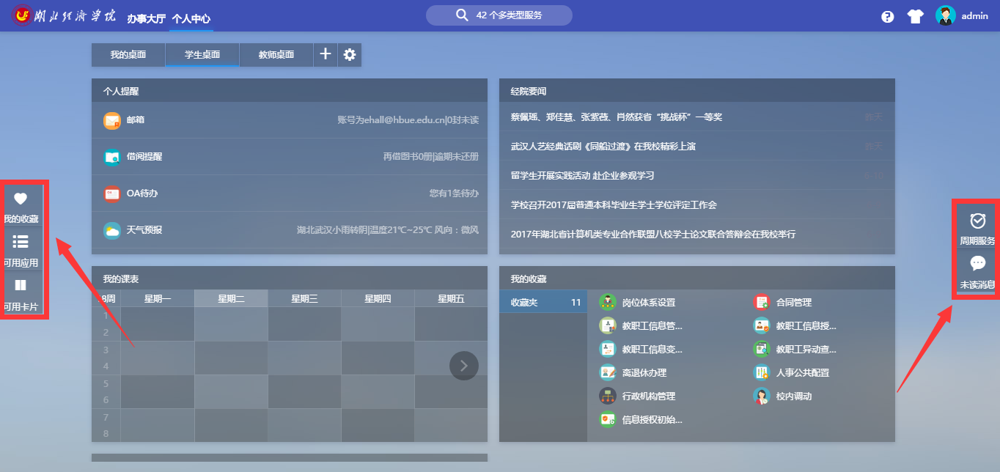 湖北经济学院 办事大厅 个人中心 42 个多类型服务 admin
我的桌面 学生桌面 教师桌面
个人提醒
邮箱 账号为ehall@hbue.edu.cn|0封未读
借阅提醒 再借图书0册|逾期未还册
OA待办 您有1条待办
天气预报 湖北武汉小雨转阴|温度21℃~25℃ 风向：微风
经院要闻
蔡佩瑶、郑佳慧、张紫薇、肖然获省“挑战杯”一等奖 昨天
武汉人艺经典话剧《同船过渡》在我校精彩上演 昨天
留学生开展实践活动 赴企业参观学习
学校召开2017届普通本科毕业生学士学位评定工作会
2017年湖北省计算机类专业合作联盟八校学士论文联合答辩会在我校举行
我的收藏
可用应用
可用卡片
周期服务
未读消息
我的课表
8周 星期一 星期二 星期三 星期四 星期五
1
2
3
4
5
6
7
8
我的收藏
收藏夹 11
岗位体系设置 合同管理
教职工信息管... 教职工信息授...
教职工信息变... 教职工异动查...
离退休办理 人事公共配置
行政机构管理 校内调动
信息授权初始...